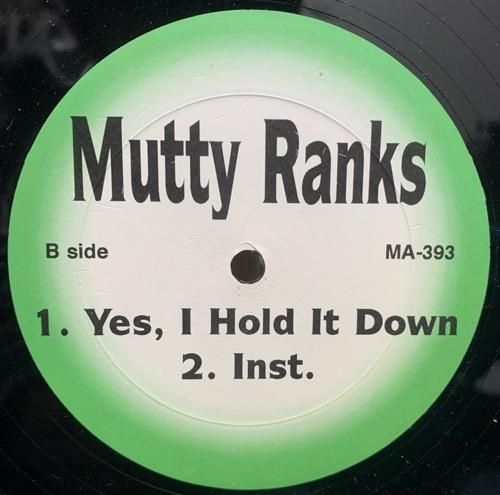 Mutty Ranks
B side
MA-393
1. Yes, I Hold It Down
2. Inst.